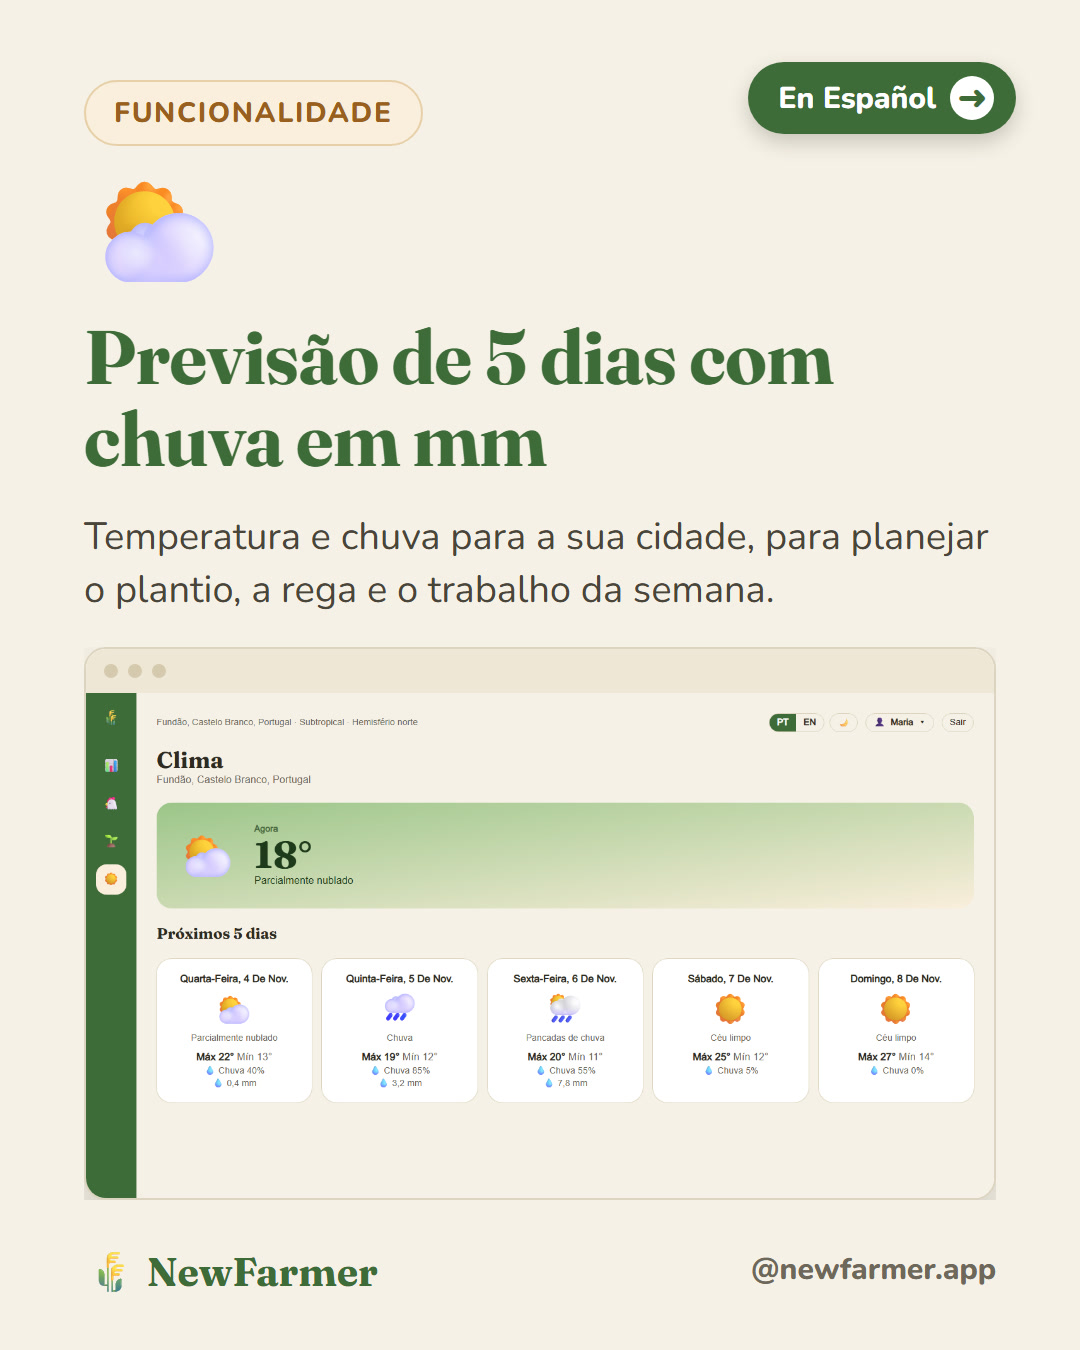 FUNCIONALIDADE
En Español
Previsão de 5 dias com
chuva em mm
Temperatura e chuva para a sua cidade, para planejar
o plantio, a rega e o trabalho da semana.
Fundão, Castelo Branco, Portugal · Subtropical · Hemisfério norte
PT EN Maria Sair
Clima
Fundão, Castelo Branco, Portugal
Agora
18°
Parcialmente nublado
Próximos 5 dias
Quarta-Feira, 4 De Nov.
Parcialmente nublado
Máx 22° Mín 13°
Chuva 40%
0,4 mm
Quinta-Feira, 5 De Nov.
Chuva
Máx 19° Mín 12°
Chuva 85%
3,2 mm
Sexta-Feira, 6 De Nov.
Pancadas de chuva
Máx 20° Mín 11°
Chuva 55%
7,8 mm
Sábado, 7 De Nov.
Céu limpo
Máx 25° Mín 12°
Chuva 5%
Domingo, 8 De Nov.
Céu limpo
Máx 27° Mín 14°
Chuva 0%
NewFarmer
@newfarmer.app